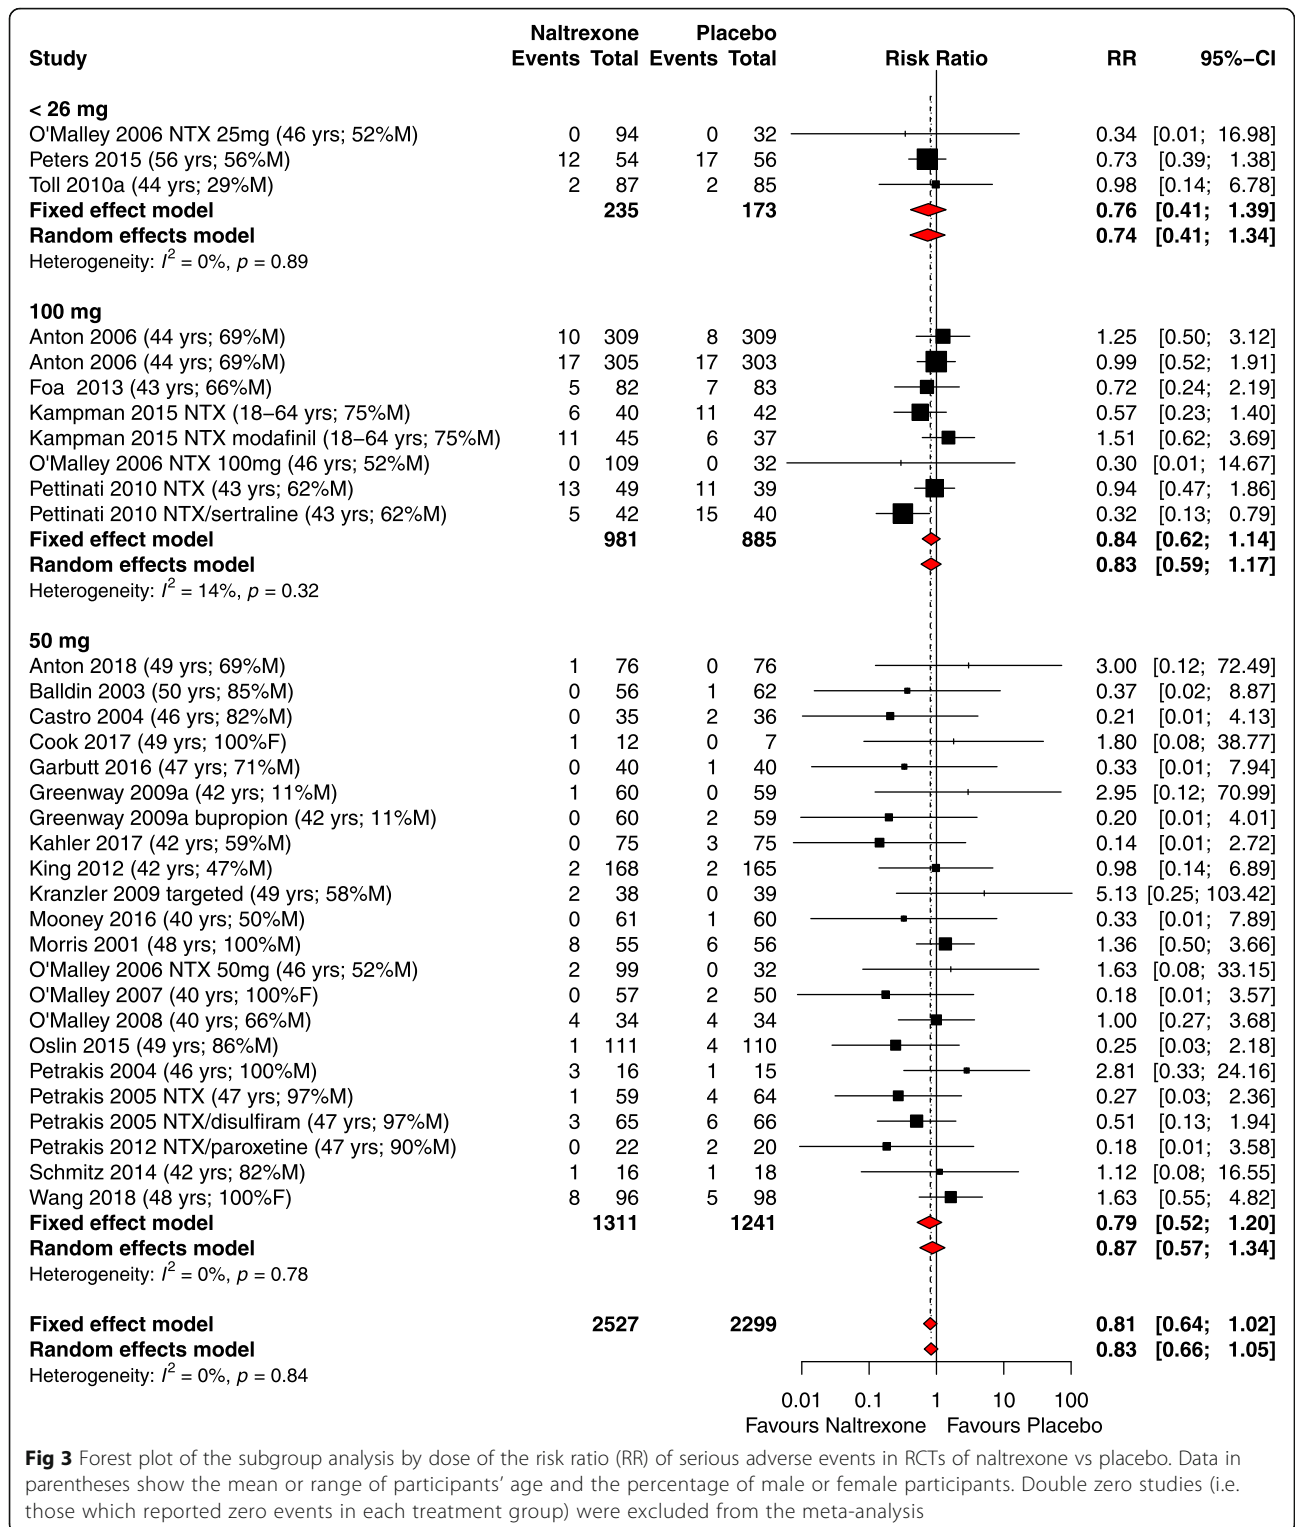 Naltrexone Placebo
Study Events Total Events Total Risk Ratio RR 95%−CI
< 26 mg
O'Malley 2006 NTX 25mg (46 yrs; 52%M) 0 94 0 32 0.34 [0.01; 16.98]
Peters 2015 (56 yrs; 56%M) 12 54 17 56 0.73 [0.39; 1.38]
Toll 2010a (44 yrs; 29%M) 2 87 2 85 0.98 [0.14; 6.78]
Fixed effect model 235 173 0.76 [0.41; 1.39]
Random effects model 0.74 [0.41; 1.34]
Heterogeneity: I² = 0%, p = 0.89
100 mg
Anton 2006 (44 yrs; 69%M) 10 309 8 309 1.25 [0.50; 3.12]
Anton 2006 (44 yrs; 69%M) 17 305 17 303 0.99 [0.52; 1.91]
Foa 2013 (43 yrs; 66%M) 5 82 7 83 0.72 [0.24; 2.19]
Kampman 2015 NTX (18−64 yrs; 75%M) 6 40 11 42 0.57 [0.23; 1.40]
Kampman 2015 NTX modafinil (18−64 yrs; 75%M) 11 45 6 37 1.51 [0.62; 3.69]
O'Malley 2006 NTX 100mg (46 yrs; 52%M) 0 109 0 32 0.30 [0.01; 14.67]
Pettinati 2010 NTX (43 yrs; 62%M) 13 49 11 39 0.94 [0.47; 1.86]
Pettinati 2010 NTX/sertraline (43 yrs; 62%M) 5 42 15 40 0.32 [0.13; 0.79]
Fixed effect model 981 885 0.84 [0.62; 1.14]
Random effects model 0.83 [0.59; 1.17]
Heterogeneity: I² = 14%, p = 0.32
50 mg
Anton 2018 (49 yrs; 69%M) 1 76 0 76 3.00 [0.12; 72.49]
Balldin 2003 (50 yrs; 85%M) 0 56 1 62 0.37 [0.02; 8.87]
Castro 2004 (46 yrs; 82%M) 0 35 2 36 0.21 [0.01; 4.13]
Cook 2017 (49 yrs; 100%F) 1 12 0 7 1.80 [0.08; 38.77]
Garbutt 2016 (47 yrs; 71%M) 0 40 1 40 0.33 [0.01; 7.94]
Greenway 2009a (42 yrs; 11%M) 1 60 0 59 2.95 [0.12; 70.99]
Greenway 2009a bupropion (42 yrs; 11%M) 0 60 2 59 0.20 [0.01; 4.01]
Kahler 2017 (42 yrs; 59%M) 0 75 3 75 0.14 [0.01; 2.72]
King 2012 (42 yrs; 47%M) 2 168 2 165 0.98 [0.14; 6.89]
Kranzler 2009 targeted (49 yrs; 58%M) 2 38 0 39 5.13 [0.25; 103.42]
Mooney 2016 (40 yrs; 50%M) 0 61 1 60 0.33 [0.01; 7.89]
Morris 2001 (48 yrs; 100%M) 8 55 6 56 1.36 [0.50; 3.66]
O'Malley 2006 NTX 50mg (46 yrs; 52%M) 2 99 0 32 1.63 [0.08; 33.15]
O'Malley 2007 (40 yrs; 100%F) 0 57 2 50 0.18 [0.01; 3.57]
O'Malley 2008 (40 yrs; 66%M) 4 34 4 34 1.00 [0.27; 3.68]
Oslin 2015 (49 yrs; 86%M) 1 111 4 110 0.25 [0.03; 2.18]
Petrakis 2004 (46 yrs; 100%M) 3 16 1 15 2.81 [0.33; 24.16]
Petrakis 2005 NTX (47 yrs; 97%M) 1 59 4 64 0.27 [0.03; 2.36]
Petrakis 2005 NTX/disulfiram (47 yrs; 97%M) 3 65 6 66 0.51 [0.13; 1.94]
Petrakis 2012 NTX/paroxetine (47 yrs; 90%M) 0 22 2 20 0.18 [0.01; 3.58]
Schmitz 2014 (42 yrs; 82%M) 1 16 1 18 1.12 [0.08; 16.55]
Wang 2018 (48 yrs; 100%F) 8 96 5 98 1.63 [0.55; 4.82]
Fixed effect model 1311 1241 0.79 [0.52; 1.20]
Random effects model 0.87 [0.57; 1.34]
Heterogeneity: I² = 0%, p = 0.78
Fixed effect model 2527 2299 0.81 [0.64; 1.02]
Random effects model 0.83 [0.66; 1.05]
Heterogeneity: I² = 0%, p = 0.84
0.01 0.1 1 10 100
Favours Naltrexone Favours Placebo
Fig 3 Forest plot of the subgroup analysis by dose of the risk ratio (RR) of serious adverse events in RCTs of naltrexone vs placebo. Data in
parentheses show the mean or range of participants' age and the percentage of male or female participants. Double zero studies (i.e.
those which reported zero events in each treatment group) were excluded from the meta-analysis